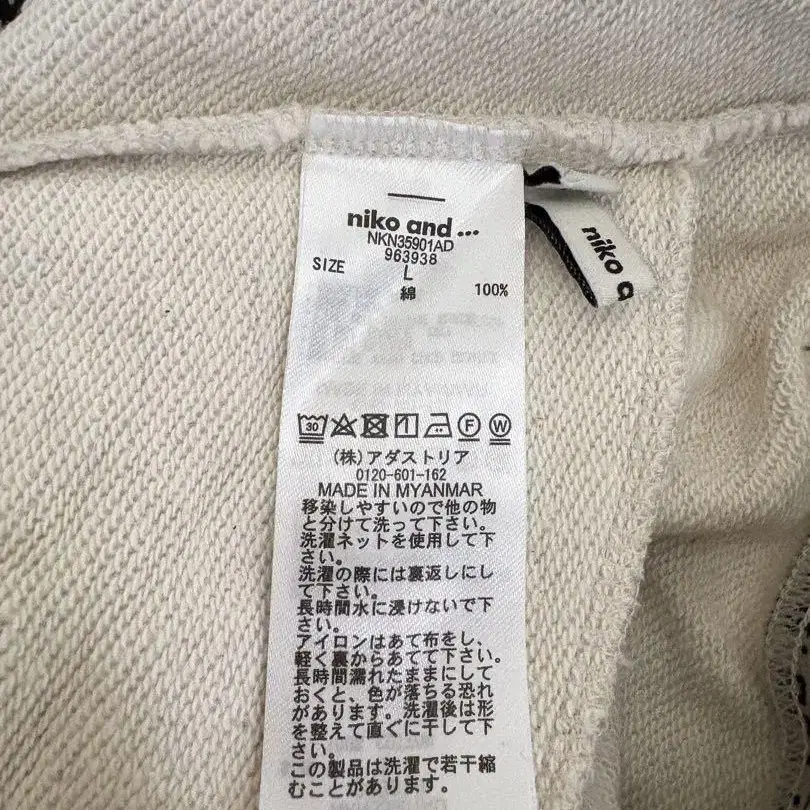 niko and ...
NKN35901AD
963938
SIZE L
綿 100%
niko a
30
F W
(株)アダストリア
0120-601-162
MADE IN MYANMAR
移染しやすいので他の物
と分けて洗って下さい。
洗濯ネットを使用して下
さい。
洗濯の際には裏返しにし
て下さい。
長時間水に浸けないで下
さい。
アイロンはあて布をし、
軽く裏からあてて下さい。
長時間濡れたままにして
おくと、色が落ちる恐れ
があります。洗濯後は形
を整えて直ぐに干して下
さい。
この製品は洗濯で若干縮
む事があります。